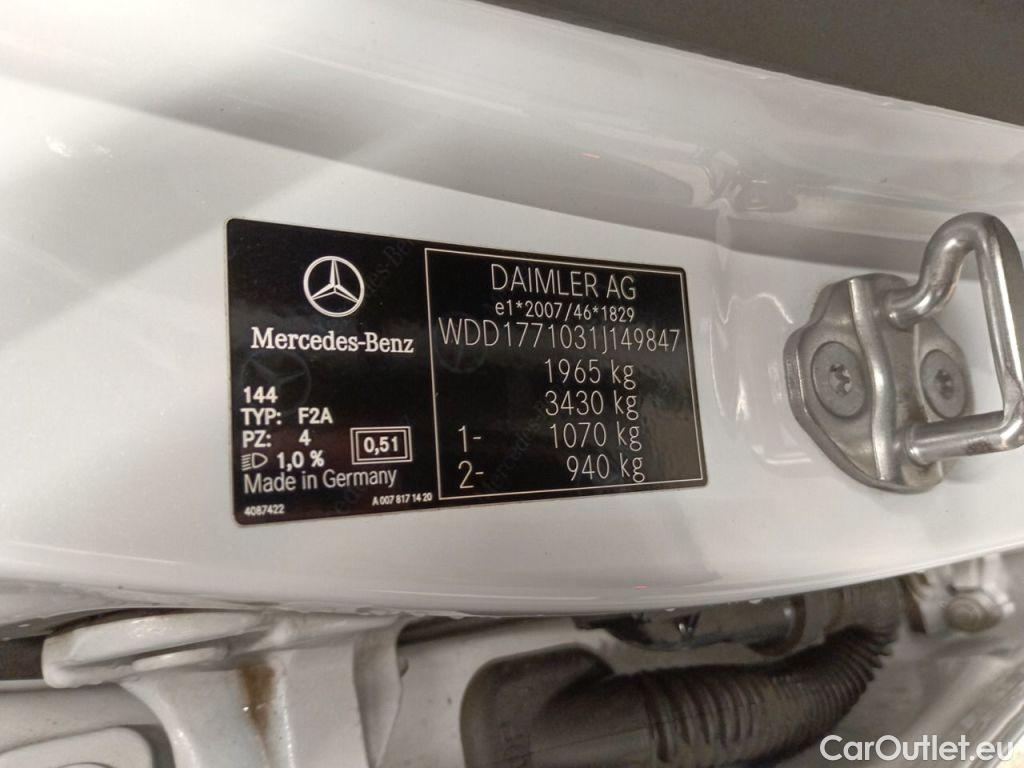 Mercedes-Benz
144
TYP: F2A
PZ: 4
0,51
1,0 %
Made in Germany
4087422
A 007 817 14 20
DAIMLER AG
e1*2007/46*1829
WDD1771031J149847
1965 kg
3430 kg
1- 1070 kg
2- 940 kg
CarOutlet.eu